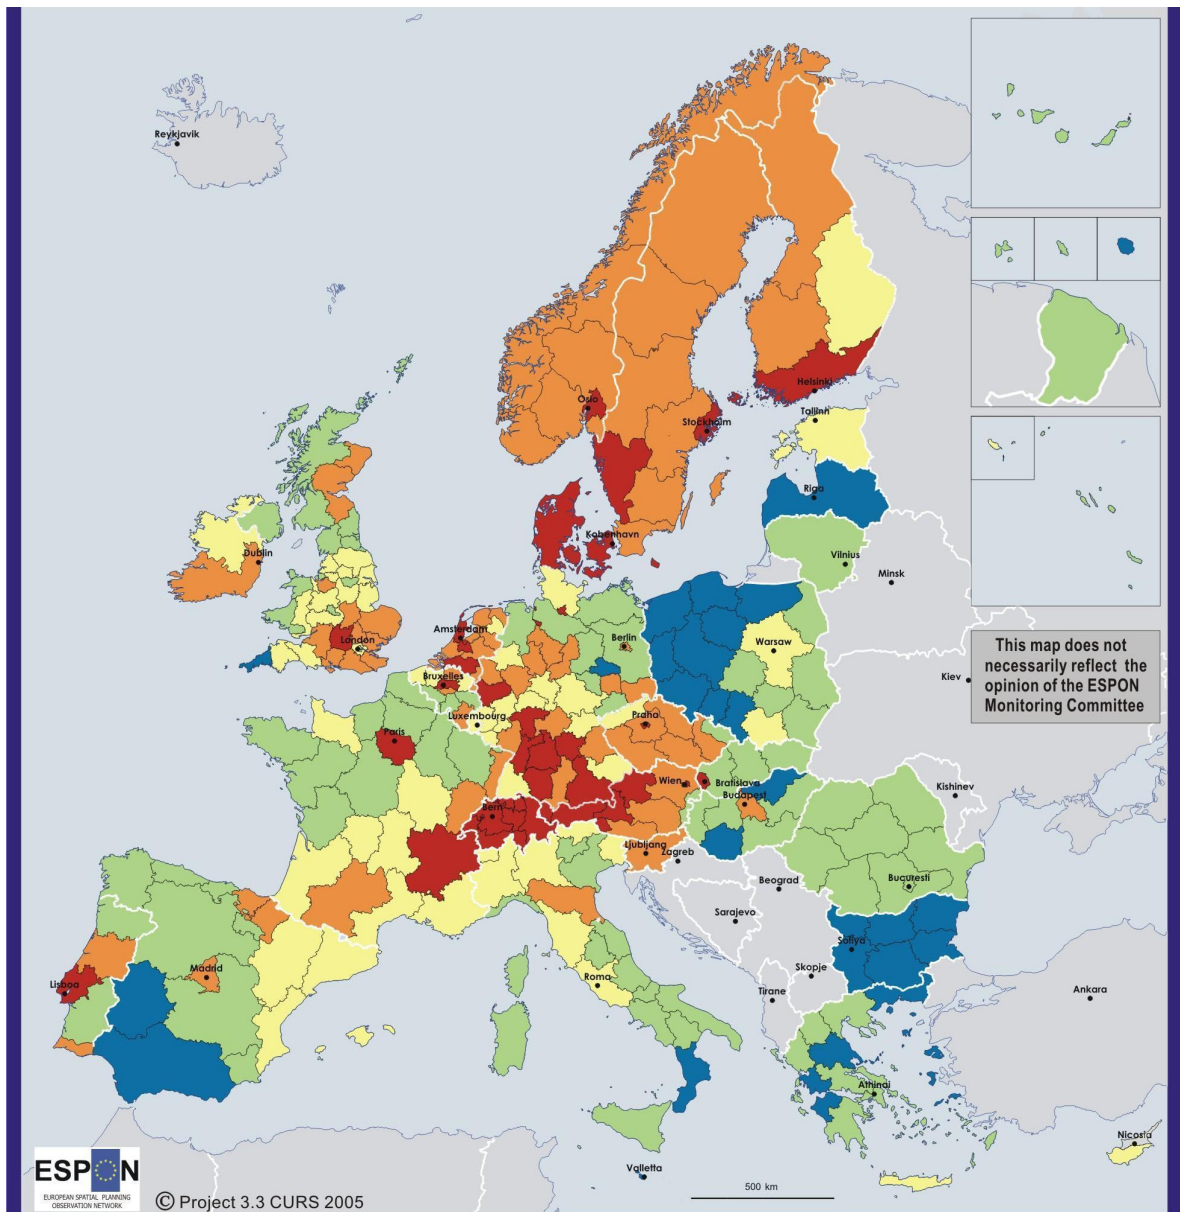 Reykjavik
Helsinki
Oslo
Stockholm
Tallinn
Riga
Kobenhavn
Dublin
Vilnius
Minsk
Amsterdam
London
Berlin
Warsaw
This map does not
necessarily reflect the
opinion of the ESPON
Monitoring Committee
Bruxelles
Kiev
Luxembourg
Praha
Paris
Wien
Bratislava
Kishinev
Budapest
Bern
Ljubljang
Zagreb
Bucuresti
Beograd
Sarajevo
Sofiya
Madrid
Skopje
Roma
Lisboa
Tirane
Ankara
Athinai
Nicosia
Valletta
ESPON
EUROPEAN SPATIAL PLANNING
OBSERVATION NETWORK
© Project 3.3 CURS 2005
500 km